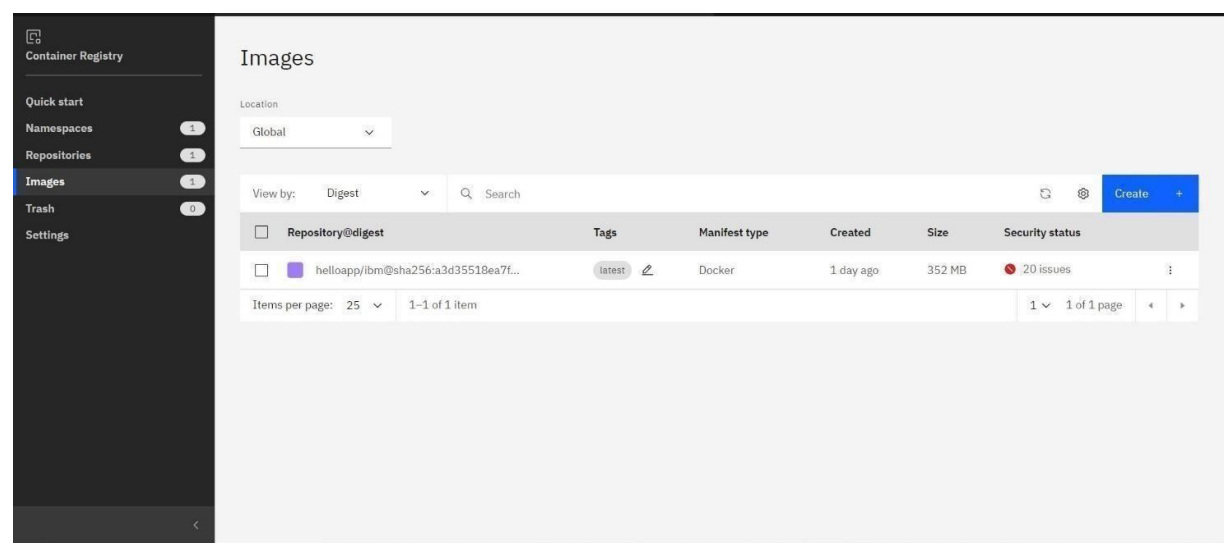 Container Registry
Quick start
Namespaces 1
Repositories 1
Images 1
Trash 0
Settings
Images
Location
Global
View by: Digest Search Create +
Repository@digest Tags Manifest type Created Size Security status
helloapp/ibm@sha256:a3d35518ea7f... latest Docker 1 day ago 352 MB 20 issues
Items per page: 25 1–1 of 1 item 1 1 of 1 page